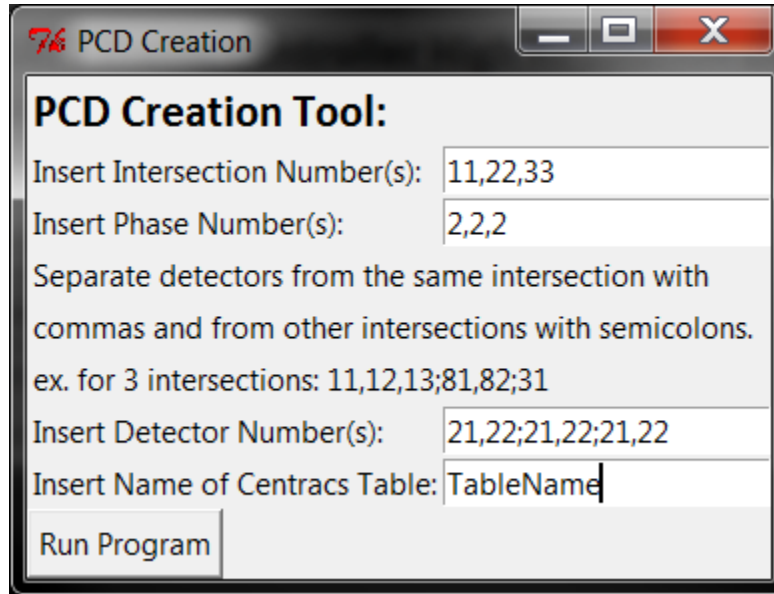 PCD Creation
PCD Creation Tool:
Insert Intersection Number(s): 11,22,33
Insert Phase Number(s): 2,2,2
Separate detectors from the same intersection with
commas and from other intersections with semicolons.
ex. for 3 intersections: 11,12,13;81,82;31
Insert Detector Number(s): 21,22;21,22;21,22
Insert Name of Centracs Table: TableName
Run Program